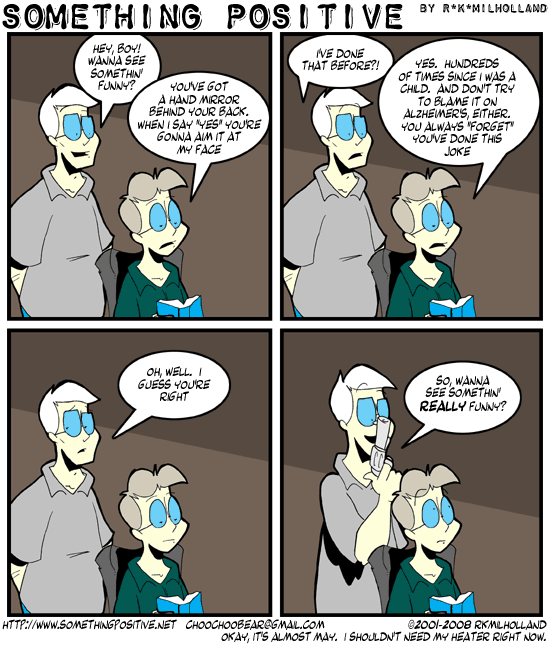 SOMETHING POSITIVE BY R*K*MILHOLLAND
HEY, BOY!
WANNA SEE
SOMETHIN'
FUNNY?
YOU'VE GOT
A HAND MIRROR
BEHIND YOUR BACK.
WHEN I SAY "YES" YOU'RE
GONNA AIM IT AT
MY FACE
I'VE DONE
THAT BEFORE?!
YES. HUNDREDS
OF TIMES SINCE I WAS A
CHILD. AND DON'T TRY
TO BLAME IT ON
ALZHEIMER'S, EITHER.
YOU ALWAYS "FORGET"
YOU'VE DONE THIS
JOKE
OH, WELL. I
GUESS YOU'RE
RIGHT
SO, WANNA
SEE SOMETHIN'
REALLY FUNNY?
HTTP://WWW.SOMETHINGPOSITIVE.NET CHOOCHOOBEAR@GMAIL.COM ©2001-2008 RKMILHOLLAND
OKAY, IT'S ALMOST MAY. I SHOULDN'T NEED MY HEATER RIGHT NOW.